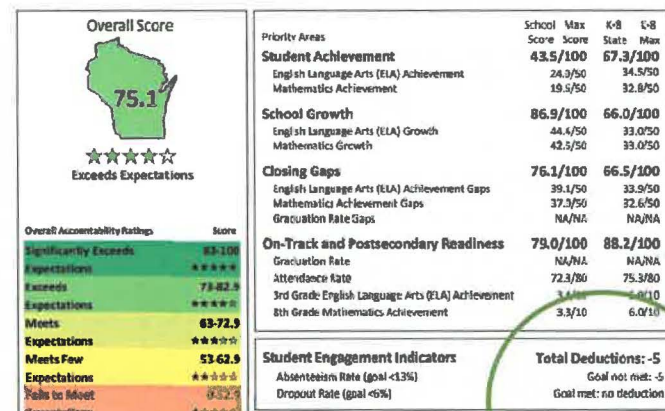 Overall Score
75.1
Exceeds Expectations
Overall Accountability Ratings Score
Significantly Exceeds 83-100
Expectations ★★★★★
Exceeds 73-82.9
Expectations ★★★★☆
Meets 63-72.9
Expectations ★★★☆☆
Meets Few 53-62.9
Expectations ★★☆☆☆
Fails to Meet 0-52.9
Priority Areas School Score Max Score K-8 State K-8 Max
Student Achievement 43.5/100 67.3/100
English Language Arts (ELA) Achievement 24.0/50 34.5/50
Mathematics Achievement 19.5/50 32.8/50
School Growth 86.9/100 66.0/100
English Language Arts (ELA) Growth 44.4/50 33.0/50
Mathematics Growth 42.5/50 33.0/50
Closing Gaps 76.1/100 66.5/100
English Language Arts (ELA) Achievement Gaps 39.1/50 33.9/50
Mathematics Achievement Gaps 37.0/50 32.6/50
Graduation Rate Gaps NA/NA NA/NA
On-Track and Postsecondary Readiness 79.0/100 88.2/100
Graduation Rate NA/NA NA/NA
Attendance Rate 72.3/80 75.3/80
3rd Grade English Language Arts (ELA) Achievement
8th Grade Mathematics Achievement 3.3/10 6.0/10
Student Engagement Indicators Total Deductions: -5
Absenteeism Rate (goal <13%) Goal not met: -5
Dropout Rate (goal <6%) Goal met: no deduction